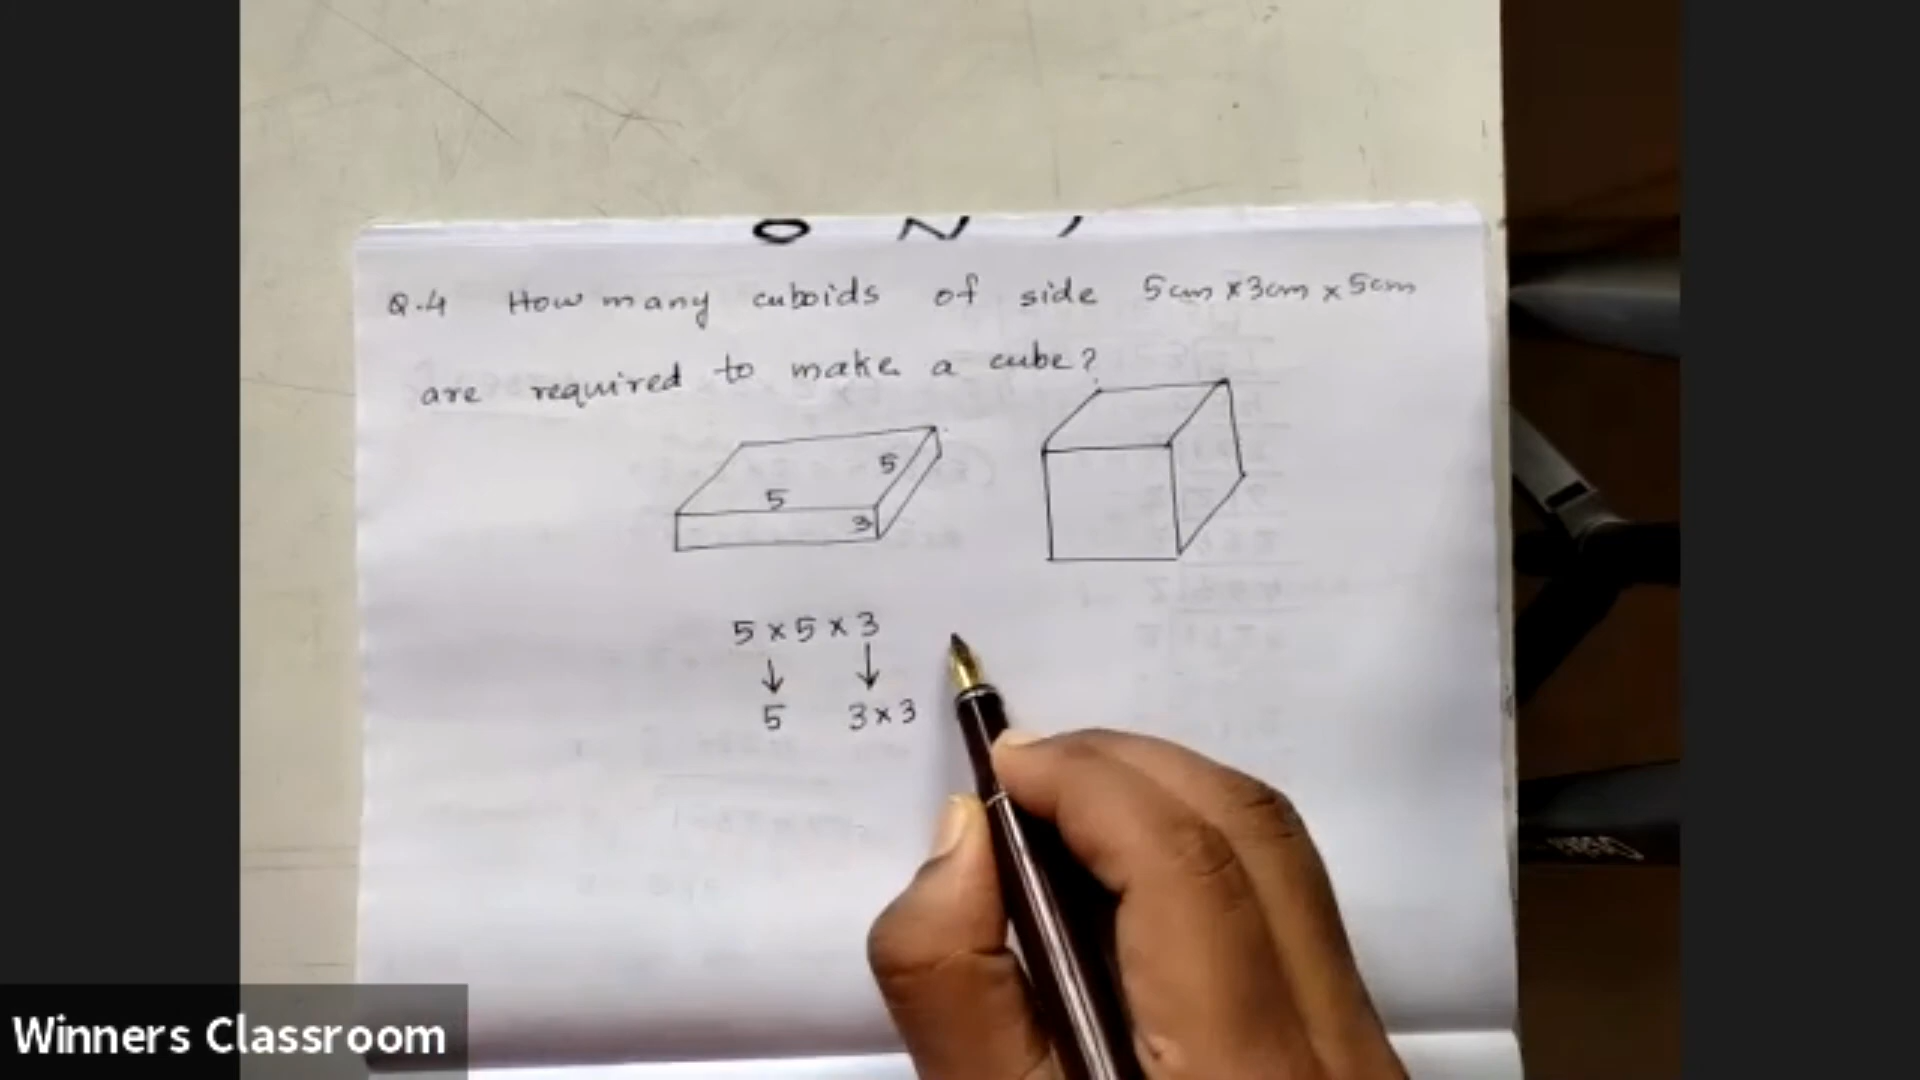 Q.4 How many cuboids of side 5cm x 3cm x 5cm
are required to make a cube?
5
5
3
5 x 5 x 3
↓ ↓
5 3 x 3
Winners Classroom